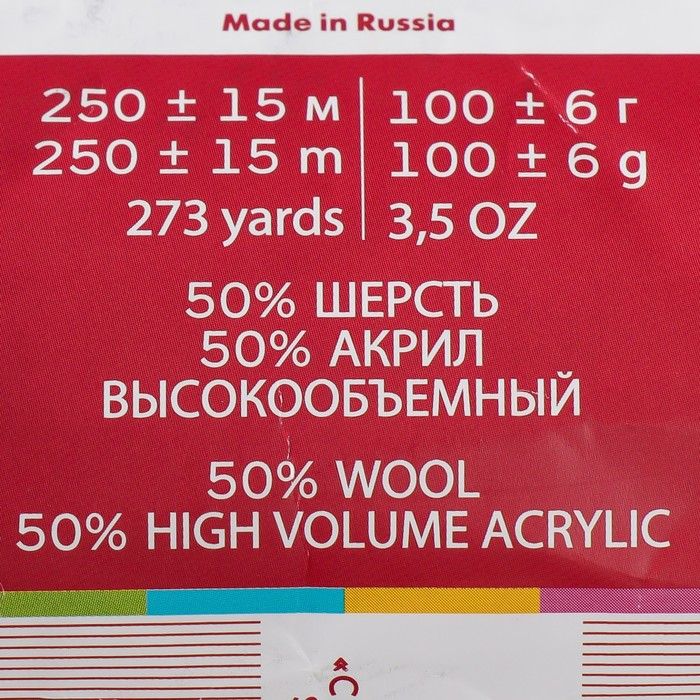 Made in Russia
250 ± 15 м 100 ± 6 г
250 ± 15 m 100 ± 6 g
273 yards 3,5 OZ
50% ШЕРСТЬ
50% АКРИЛ
ВЫСОКООБЪЕМНЫЙ
50% WOOL
50% HIGH VOLUME ACRYLIC